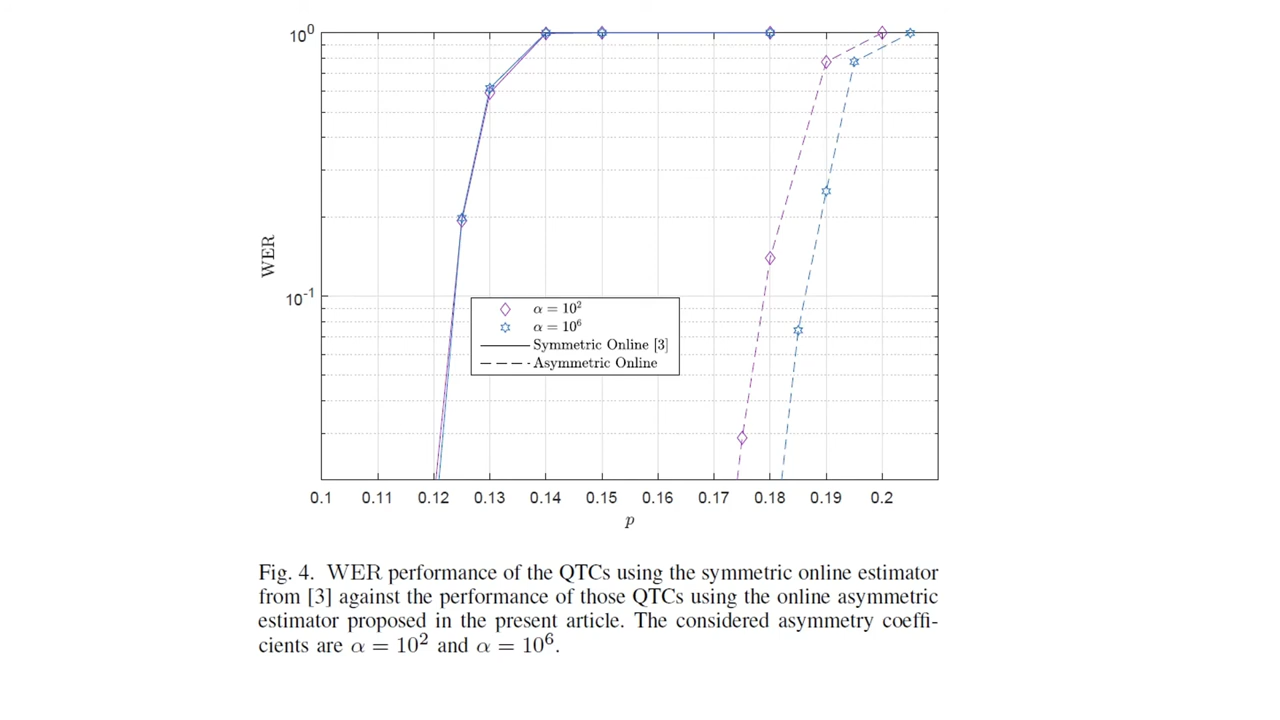 10^0
10^-1
WER
α = 10^2
α = 10^6
Symmetric Online [3]
Asymmetric Online
0.1 0.11 0.12 0.13 0.14 0.15 0.16 0.17 0.18 0.19 0.2
p
Fig. 4. WER performance of the QTCs using the symmetric online estimator
from [3] against the performance of those QTCs using the online asymmetric
estimator proposed in the present article. The considered asymmetry coeffi-
cients are α = 10^2 and α = 10^6.